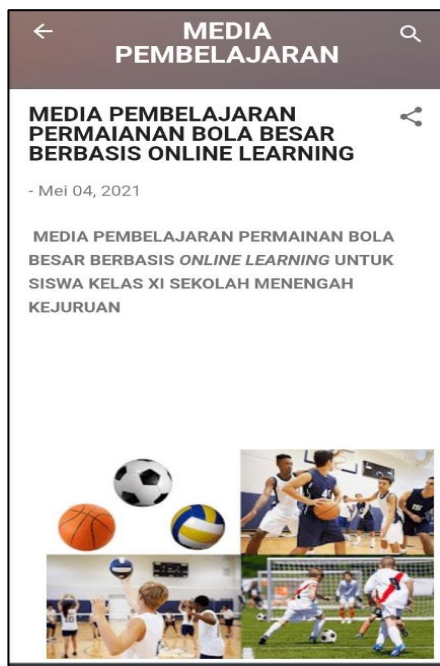 MEDIA
PEMBELAJARAN
MEDIA PEMBELAJARAN
PERMAIANAN BOLA BESAR
BERBASIS ONLINE LEARNING
- Mei 04, 2021
MEDIA PEMBELAJARAN PERMAINAN BOLA
BESAR BERBASIS ONLINE LEARNING UNTUK
SISWA KELAS XI SEKOLAH MENENGAH
KEJURUAN